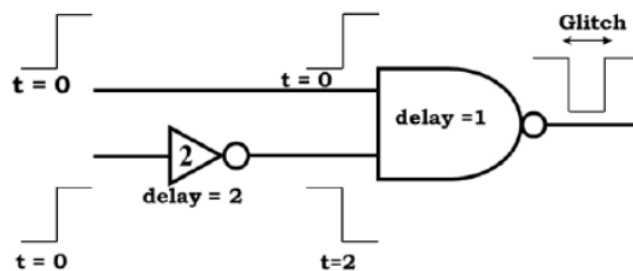 Glitch
t = 0
t = 0
delay =1
2
delay = 2
t = 0
t=2